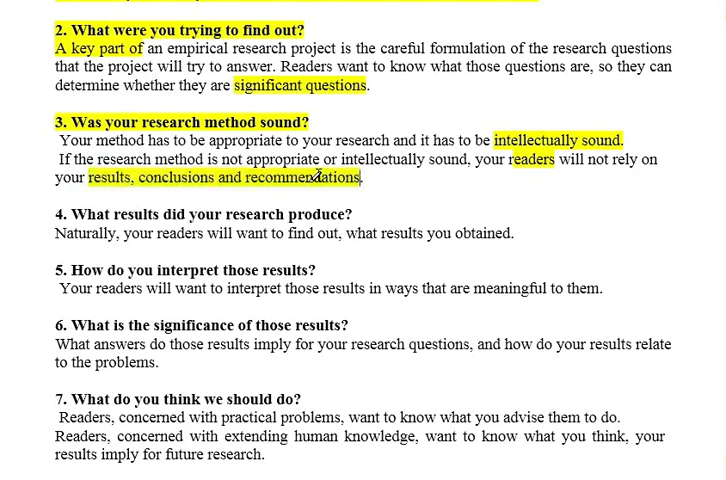 2. What were you trying to find out?
A key part of an empirical research project is the careful formulation of the research questions
that the project will try to answer. Readers want to know what those questions are, so they can
determine whether they are significant questions.
3. Was your research method sound?
Your method has to be appropriate to your research and it has to be intellectually sound.
If the research method is not appropriate or intellectually sound, your readers will not rely on
your results, conclusions and recommendations.
4. What results did your research produce?
Naturally, your readers will want to find out, what results you obtained.
5. How do you interpret those results?
Your readers will want to interpret those results in ways that are meaningful to them.
6. What is the significance of those results?
What answers do those results imply for your research questions, and how do your results relate
to the problems.
7. What do you think we should do?
Readers, concerned with practical problems, want to know what you advise them to do.
Readers, concerned with extending human knowledge, want to know what you think, your
results imply for future research.